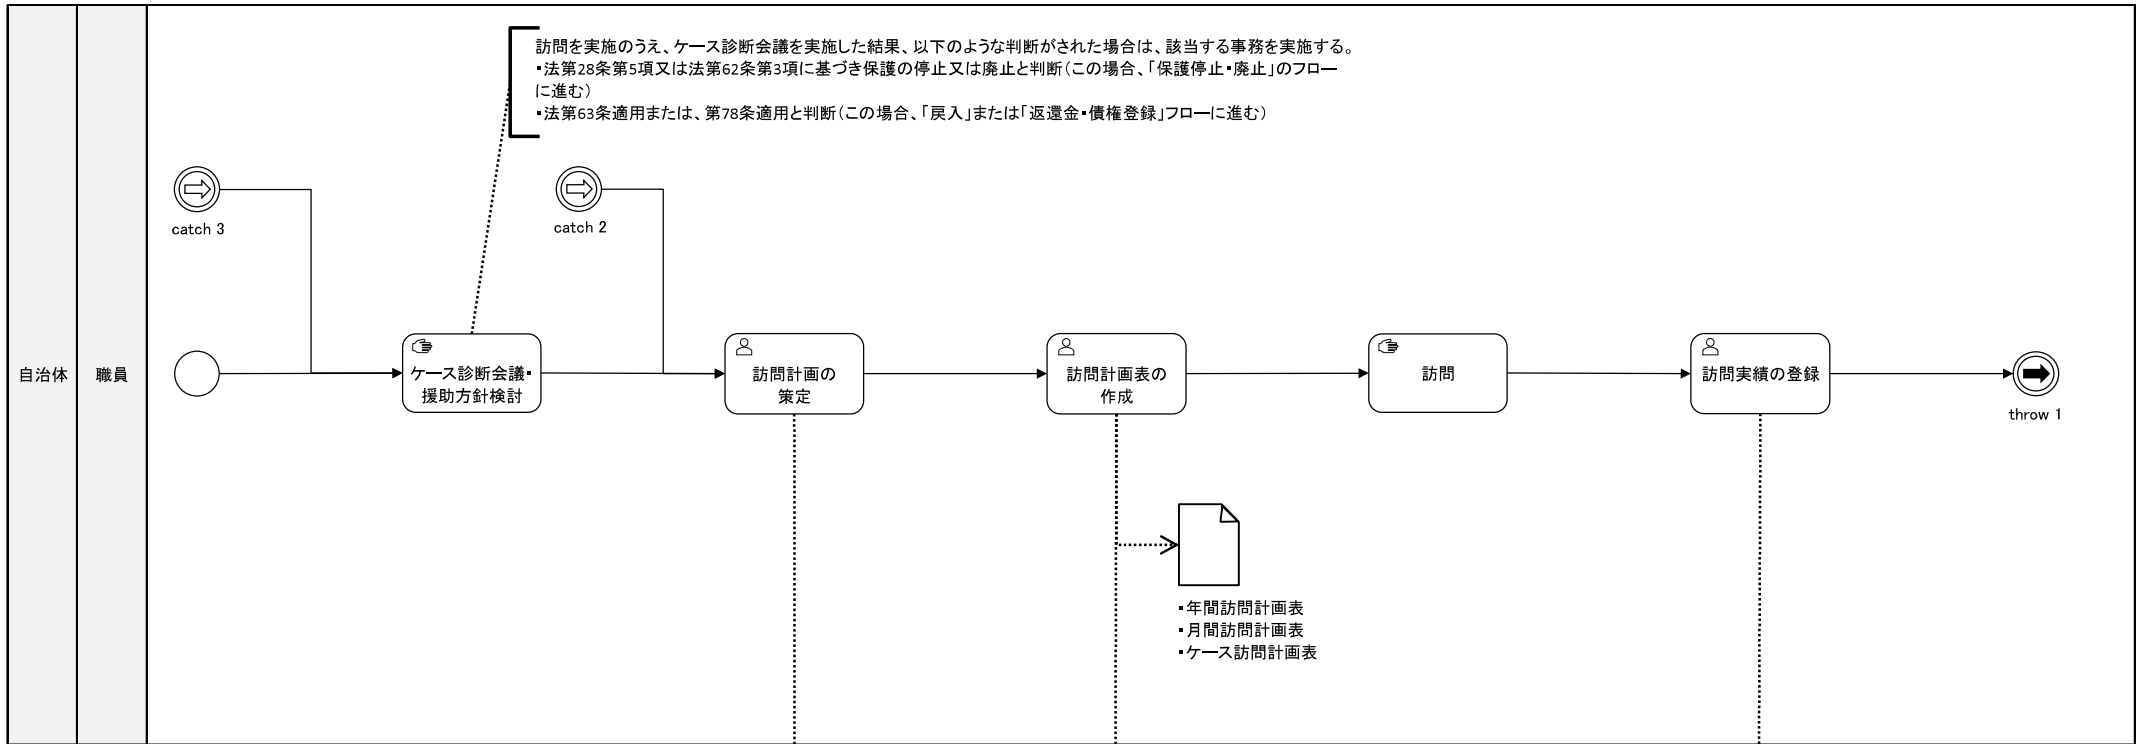 訪問を実施のうえ、ケース診断会議を実施した結果、以下のような判断がされた場合は、該当する事務を実施する。
・法第28条第5項又は法第62条第3項に基づき保護の停止又は廃止と判断(この場合、「保護停止・廃止」のフロー
に進む)
・法第63条適用または、第78条適用と判断(この場合、「戻入」または「返還金・債権登録」フローに進む)
catch 3
catch 2
自治体
職員
ケース診断会議・
援助方針検討
訪問計画の
策定
訪問計画表の
作成
訪問
訪問実績の登録
throw 1
・年間訪問計画表
・月間訪問計画表
・ケース訪問計画表